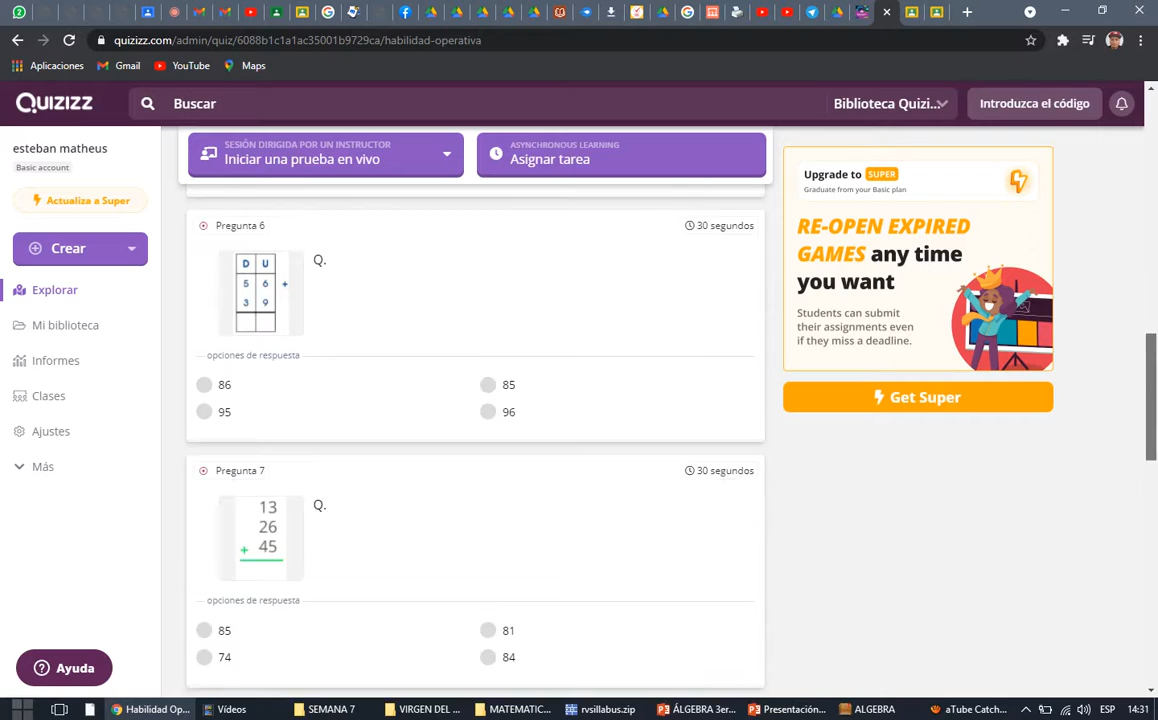 quizizz.com/admin/quiz/6088b1c1a1ac35001b9729ca/habilidad-operativa
Aplicaciones
Gmail
YouTube
Maps
QUIZIZZ
Buscar
Biblioteca Quizi...
Introduzca el código
esteban matheus
Basic account
Actualiza a Super
Crear
Explorar
Mi biblioteca
Informes
Clases
Ajustes
Más
Ayuda
SESIÓN DIRIGIDA POR UN INSTRUCTOR
Iniciar una prueba en vivo
ASYNCHRONOUS LEARNING
Asignar tarea
Pregunta 6
30 segundos
D U
5 6 +
3 9
Q.
opciones de respuesta
86
85
95
96
Pregunta 7
30 segundos
13
26
+ 45
Q.
opciones de respuesta
85
81
74
84
Upgrade to SUPER
Graduate from your Basic plan
RE-OPEN EXPIRED
GAMES any time
you want
Students can submit
their assignments even
if they miss a deadline.
Get Super
Habilidad Op...
Vídeos
SEMANA 7
VIRGEN DEL ...
MATEMATIC...
rvsillabus.zip
ÁLGEBRA 3er...
Presentación...
ALGEBRA
aTube Catch...
ESP
14:31